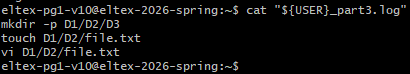 eltex-pg1-v10@eltex-2026-spring:~$ cat "${USER}_part3.log"
mkdir -p D1/D2/D3
touch D1/D2/file.txt
vi D1/D2/file.txt
eltex-pg1-v10@eltex-2026-spring:~$